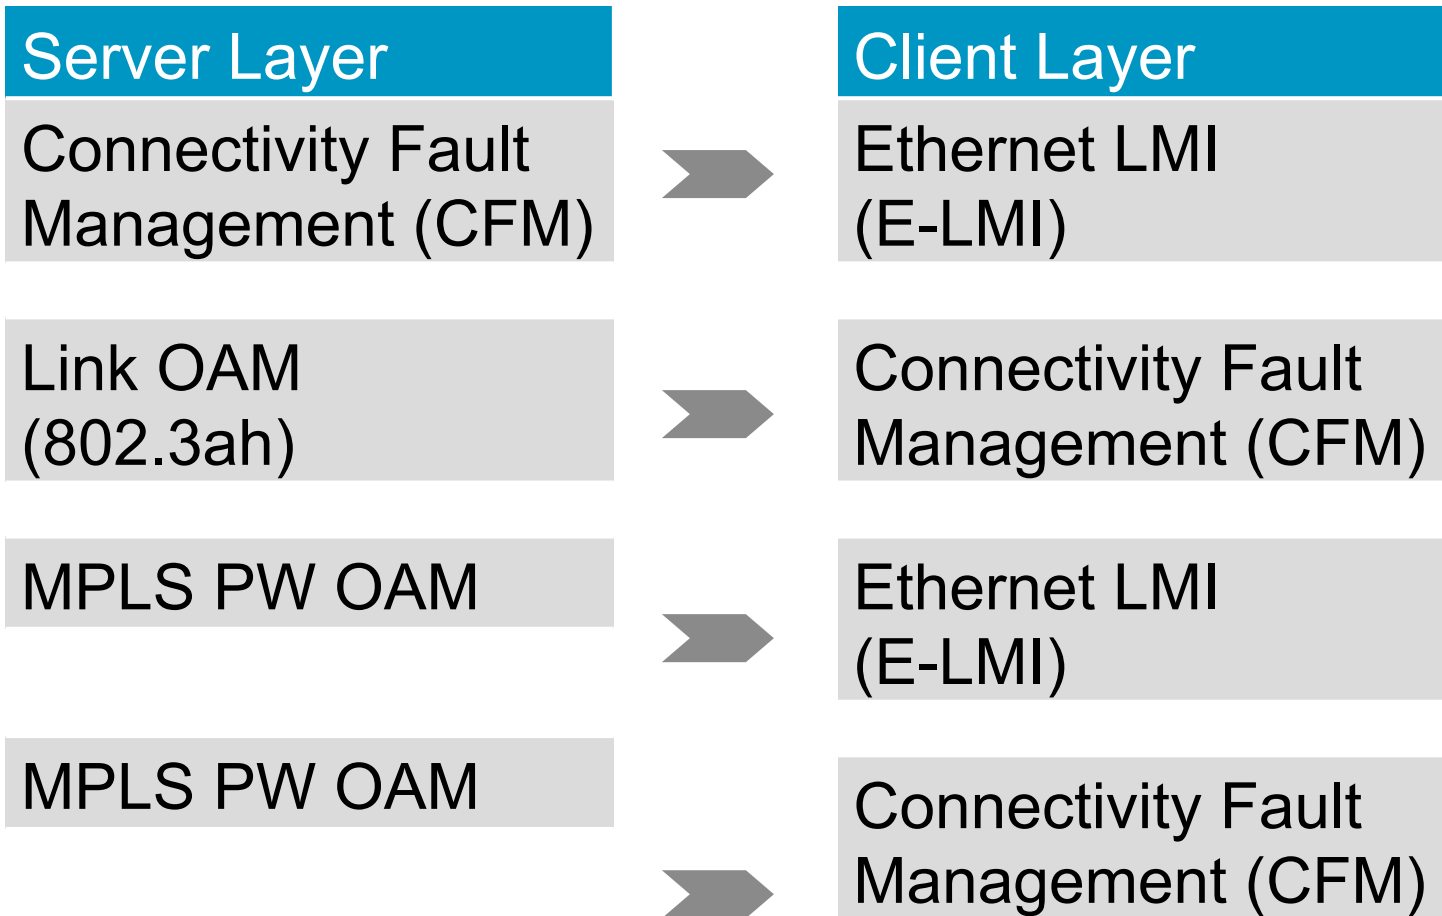 Server Layer
Client Layer
Connectivity Fault
Management (CFM)
Ethernet LMI
(E-LMI)
Link OAM
(802.3ah)
Connectivity Fault
Management (CFM)
MPLS PW OAM
Ethernet LMI
(E-LMI)
MPLS PW OAM
Connectivity Fault
Management (CFM)